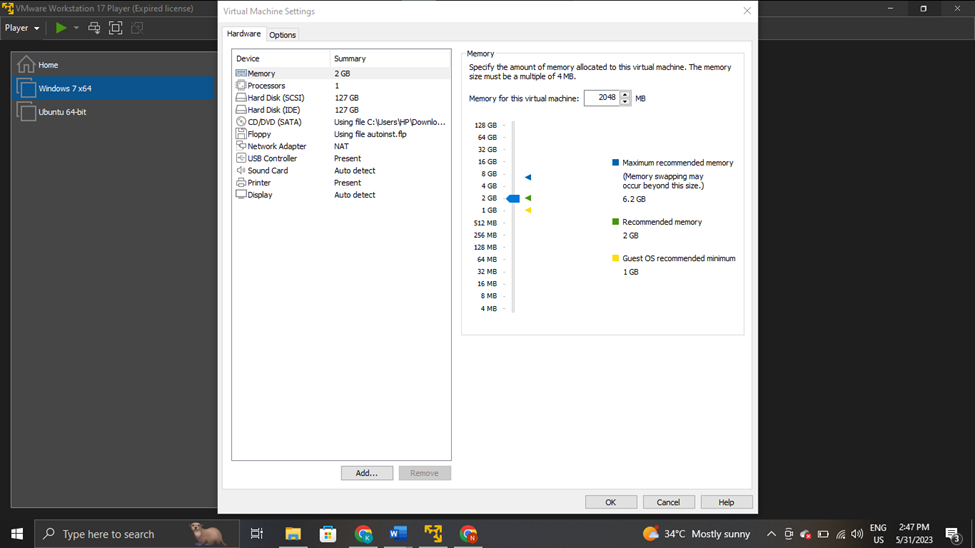 VMware Workstation 17 Player (Expired license)
Player
Home
Windows 7 x64
Ubuntu 64-bit
Virtual Machine Settings
Hardware
Options
Device Summary
Memory 2 GB
Processors 1
Hard Disk (SCSI) 127 GB
Hard Disk (IDE) 127 GB
CD/DVD (SATA) Using file C:\Users\HP\Downlo...
Floppy Using file autoinst.flp
Network Adapter NAT
USB Controller Present
Sound Card Auto detect
Printer Present
Display Auto detect
Add...
Remove
Memory
Specify the amount of memory allocated to this virtual machine. The memory
size must be a multiple of 4 MB.
Memory for this virtual machine: 2048 MB
128 GB
64 GB
32 GB
16 GB
8 GB
4 GB
2 GB
1 GB
512 MB
256 MB
128 MB
64 MB
32 MB
16 MB
8 MB
4 MB
Maximum recommended memory
(Memory swapping may
occur beyond this size.)
6.2 GB
Recommended memory
2 GB
Guest OS recommended minimum
1 GB
OK
Cancel
Help
Type here to search
K
W
N
34°C Mostly sunny
ENG
US
2:47 PM
5/31/2023
3